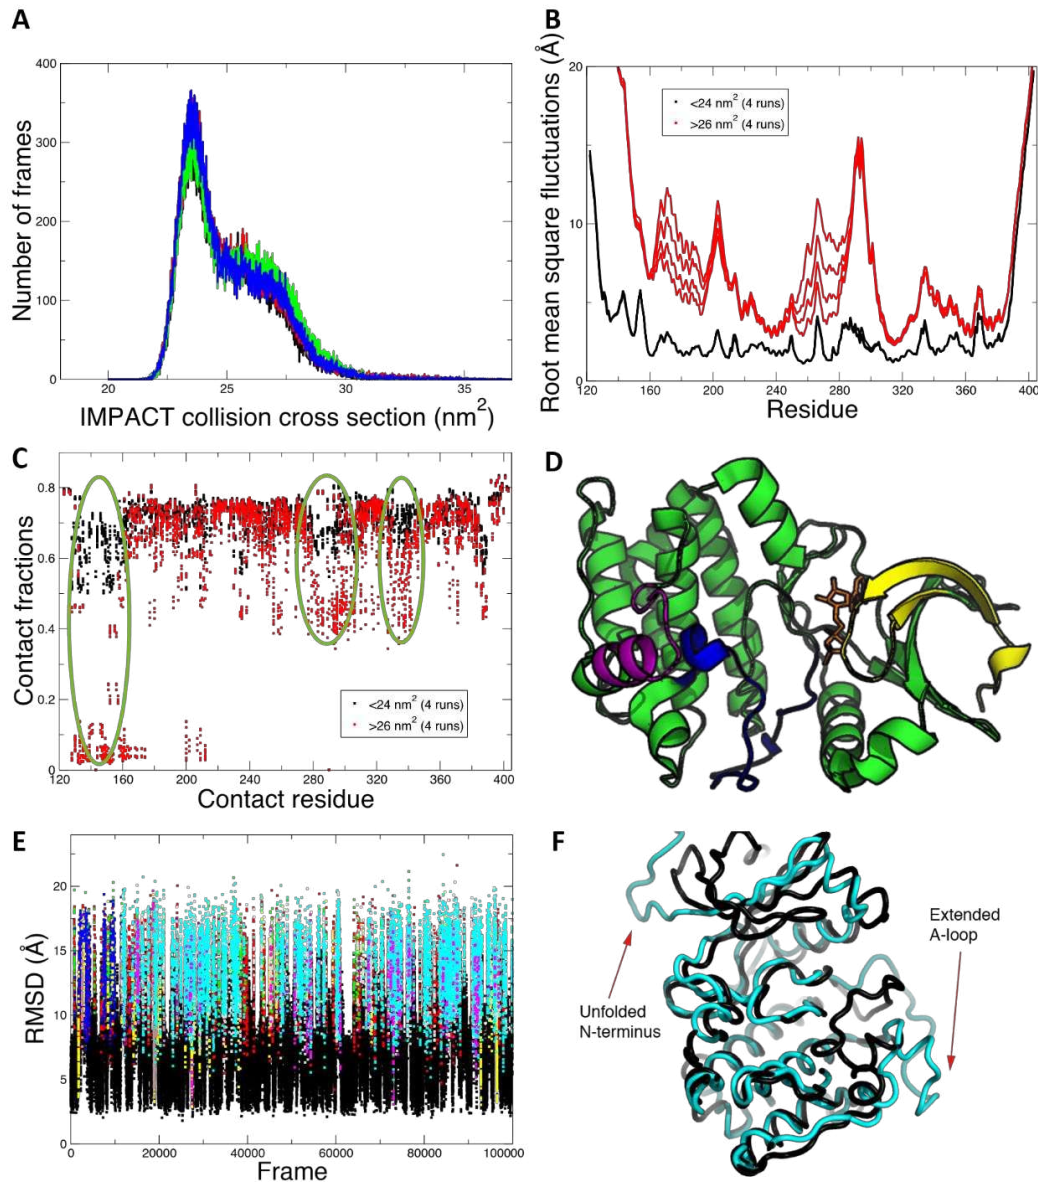 A
Number of frames
400
300
200
100
0
20 25 30 35
IMPACT collision cross section (nm²)
B
Root mean square fluctuations (Å)
20
10
0
<24 nm² (4 runs)
>26 nm² (4 runs)
120 160 200 240 280 320 360 400
Residue
C
Contact fractions
0.8
0.6
0.4
0.2
0
<24 nm² (4 runs)
>26 nm² (4 runs)
120 160 200 240 280 320 360 400
Contact residue
D
E
RMSD (Å)
20
15
10
5
0
0 20000 40000 60000 80000 100000
Frame
F
Unfolded
N-terminus
Extended
A-loop